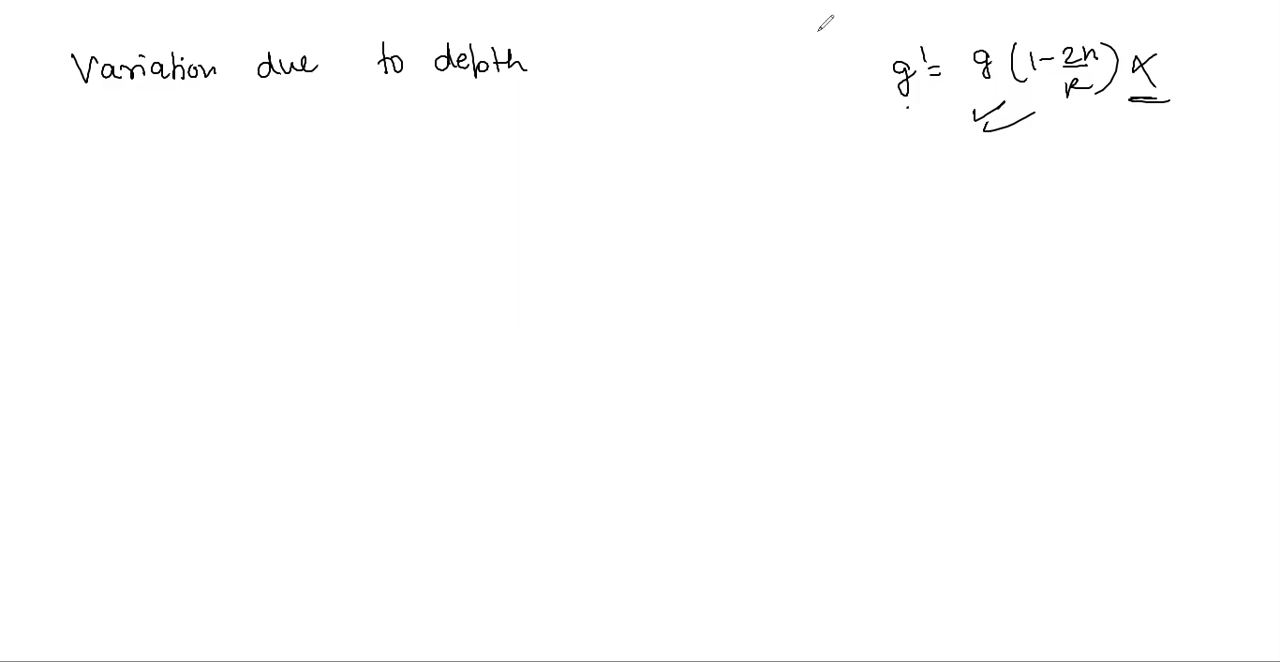 Variation due to depth
g' = g (1 - 2h/R) X